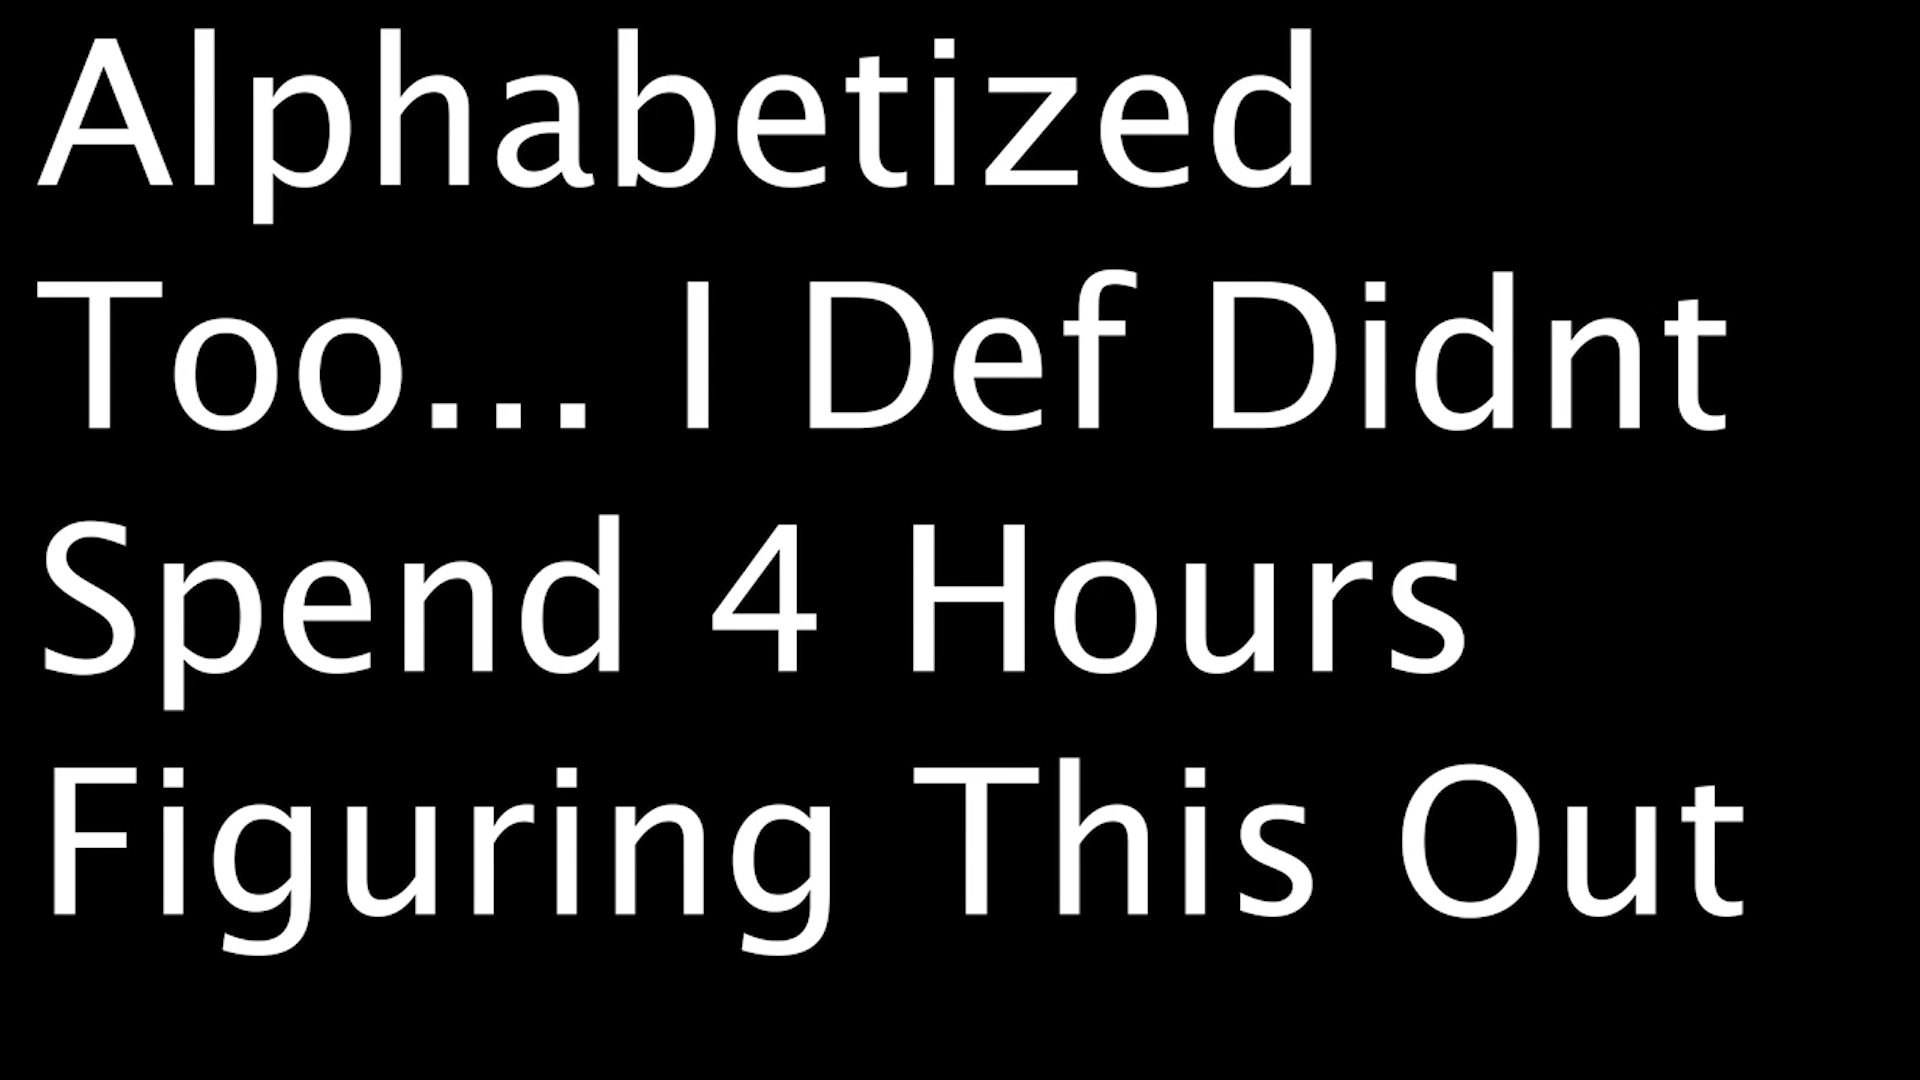 Alphabetized
Too... I Def Didnt
Spend 4 Hours
Figuring This Out